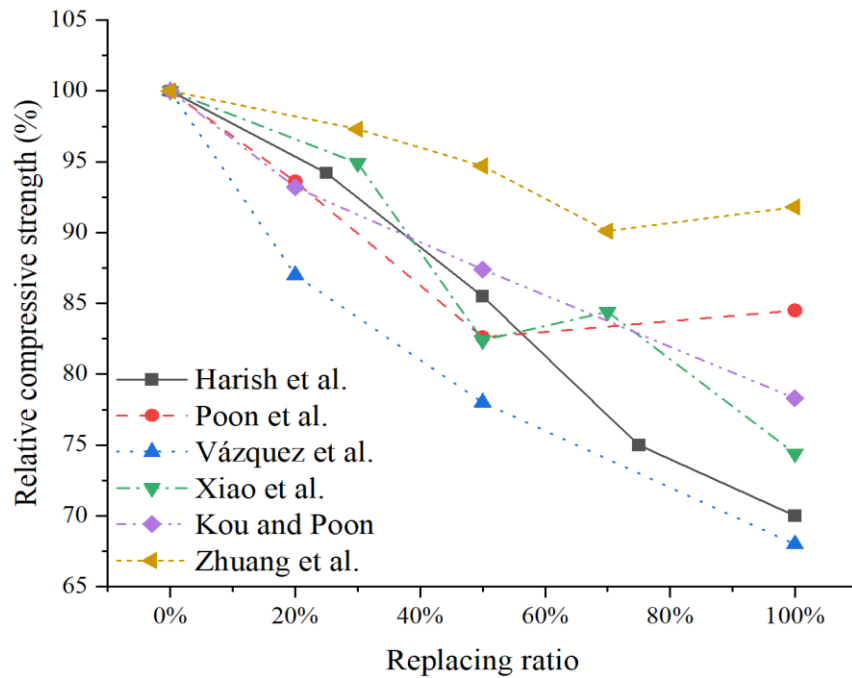 105
100
95
90
85
80
75
70
65
Relative compressive strength (%)
Harish et al.
Poon et al.
Vázquez et al.
Xiao et al.
Kou and Poon
Zhuang et al.
0%
20%
40%
60%
80%
100%
Replacing ratio